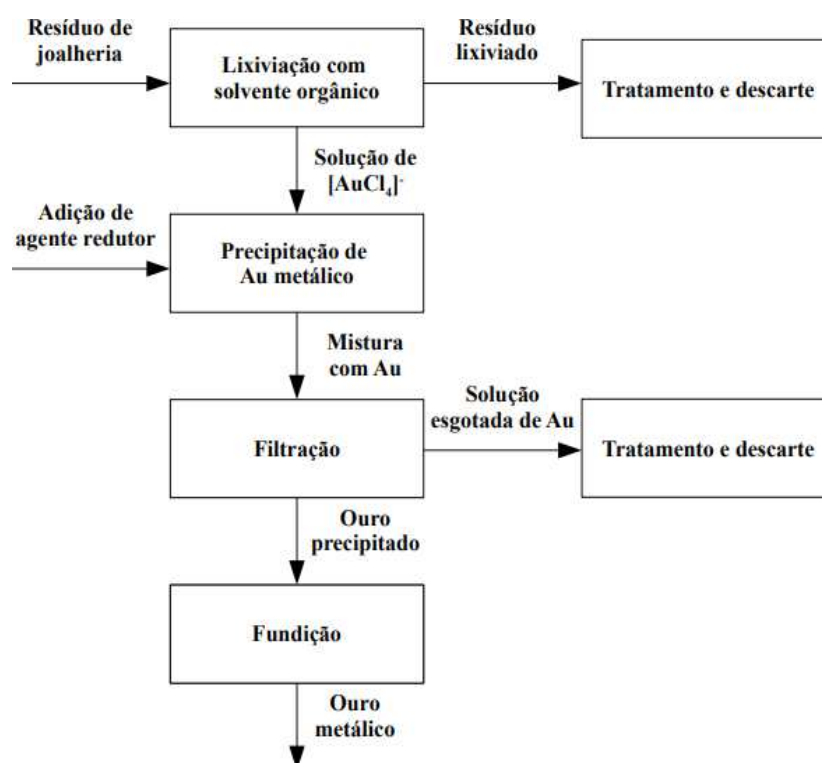 Resíduo de
joalheria
Lixiviação com
solvente orgânico
Resíduo
lixiviado
Tratamento e descarte
Solução de
[AuCl₄]⁻
Adição de
agente redutor
Precipitação de
Au metálico
Mistura
com Au
Filtração
Solução
esgotada de Au
Tratamento e descarte
Ouro
precipitado
Fundição
Ouro
metálico